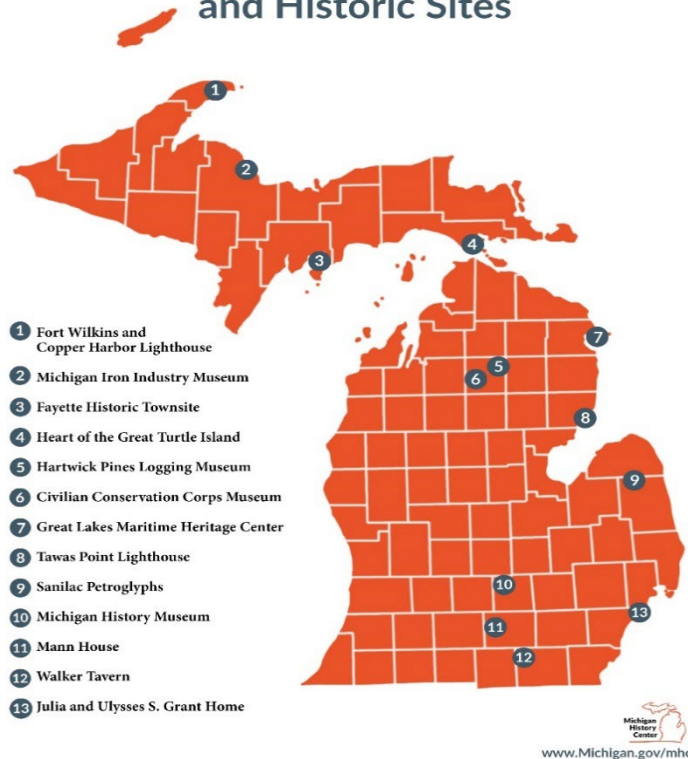 and Historic Sites
1
2
3
4
5
6
7
8
9
10
11
12
13
1 Fort Wilkins and
Copper Harbor Lighthouse
2 Michigan Iron Industry Museum
3 Fayette Historic Townsite
4 Heart of the Great Turtle Island
5 Hartwick Pines Logging Museum
6 Civilian Conservation Corps Museum
7 Great Lakes Maritime Heritage Center
8 Tawas Point Lighthouse
9 Sanilac Petroglyphs
10 Michigan History Museum
11 Mann House
12 Walker Tavern
13 Julia and Ulysses S. Grant Home
Michigan
History
Center
www.Michigan.gov/mhc